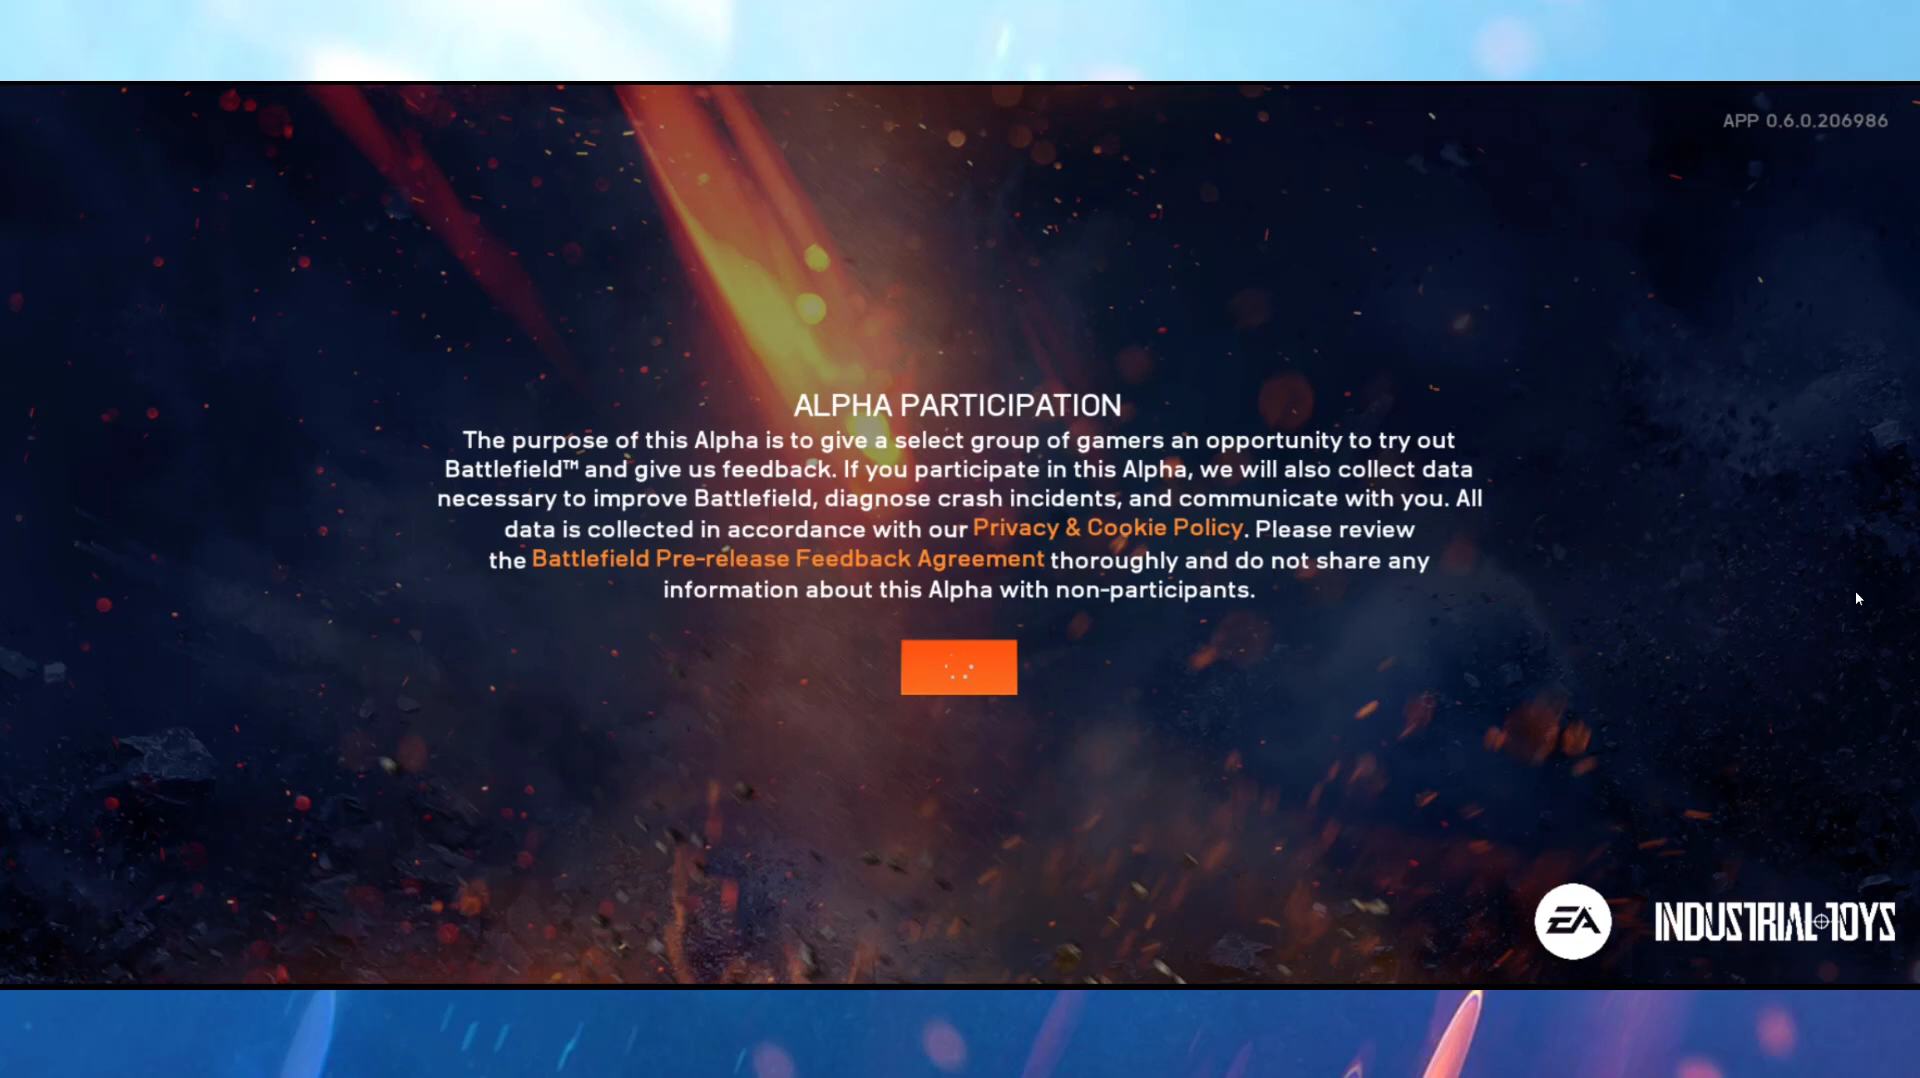 APP 0.6.0.206986
ALPHA PARTICIPATION
The purpose of this Alpha is to give a select group of gamers an opportunity to try out
Battlefield™ and give us feedback. If you participate in this Alpha, we will also collect data
necessary to improve Battlefield, diagnose crash incidents, and communicate with you. All
data is collected in accordance with our Privacy & Cookie Policy. Please review
the Battlefield Pre-release Feedback Agreement thoroughly and do not share any
information about this Alpha with non-participants.
EA INDUSTRIAL TOYS